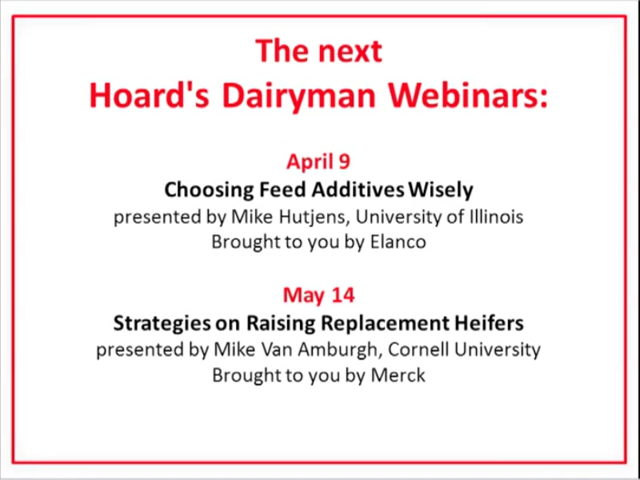 The next
Hoard's Dairyman Webinars:
April 9
Choosing Feed Additives Wisely
presented by Mike Hutjens, University of Illinois
Brought to you by Elanco
May 14
Strategies on Raising Replacement Heifers
presented by Mike Van Amburgh, Cornell University
Brought to you by Merck